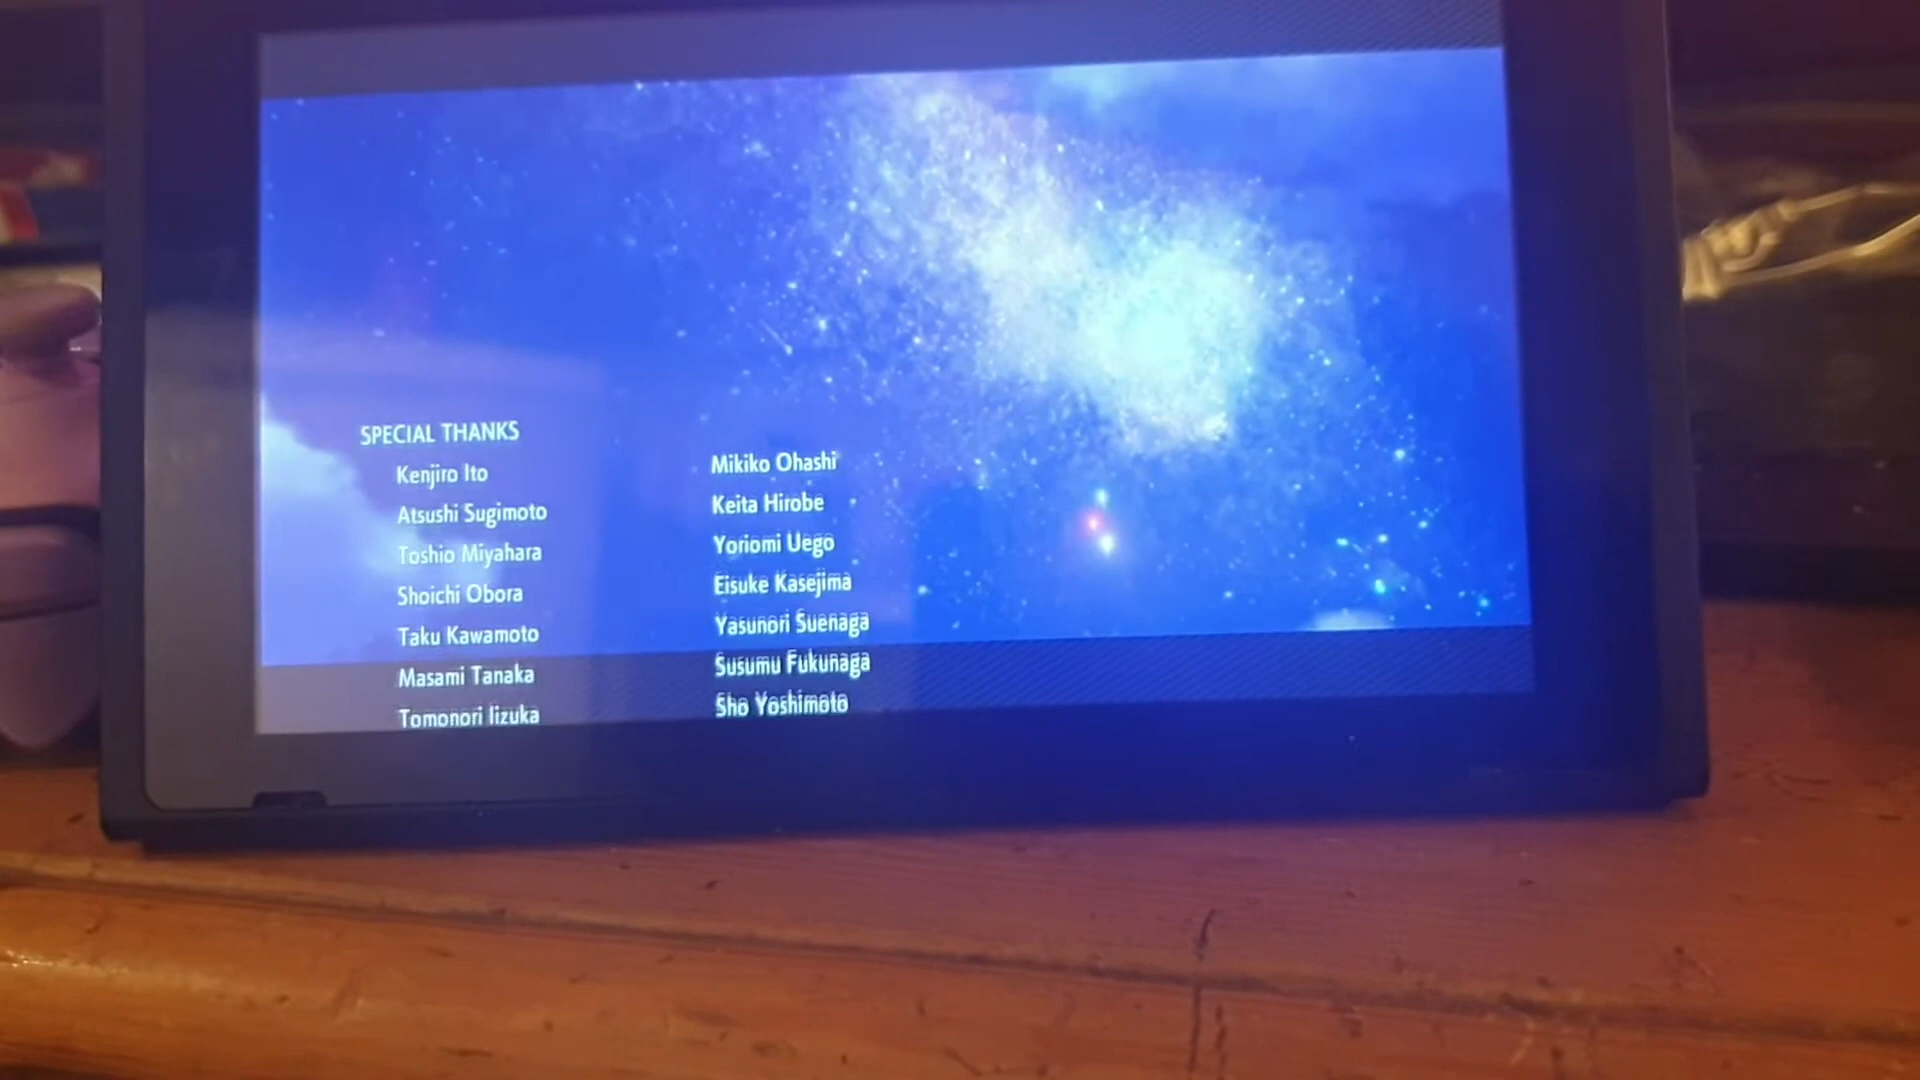 SPECIAL THANKS
Kenjiro Ito
Atsushi Sugimoto
Toshio Miyahara
Shoichi Obora
Taku Kawamoto
Masami Tanaka
Tomonori Iizuka
Mikiko Ohashi
Keita Hirobe
Yoriomi Uego
Eisuke Kasejima
Yasunori Suenaga
Susumu Fukunaga
Sho Yoshimoto